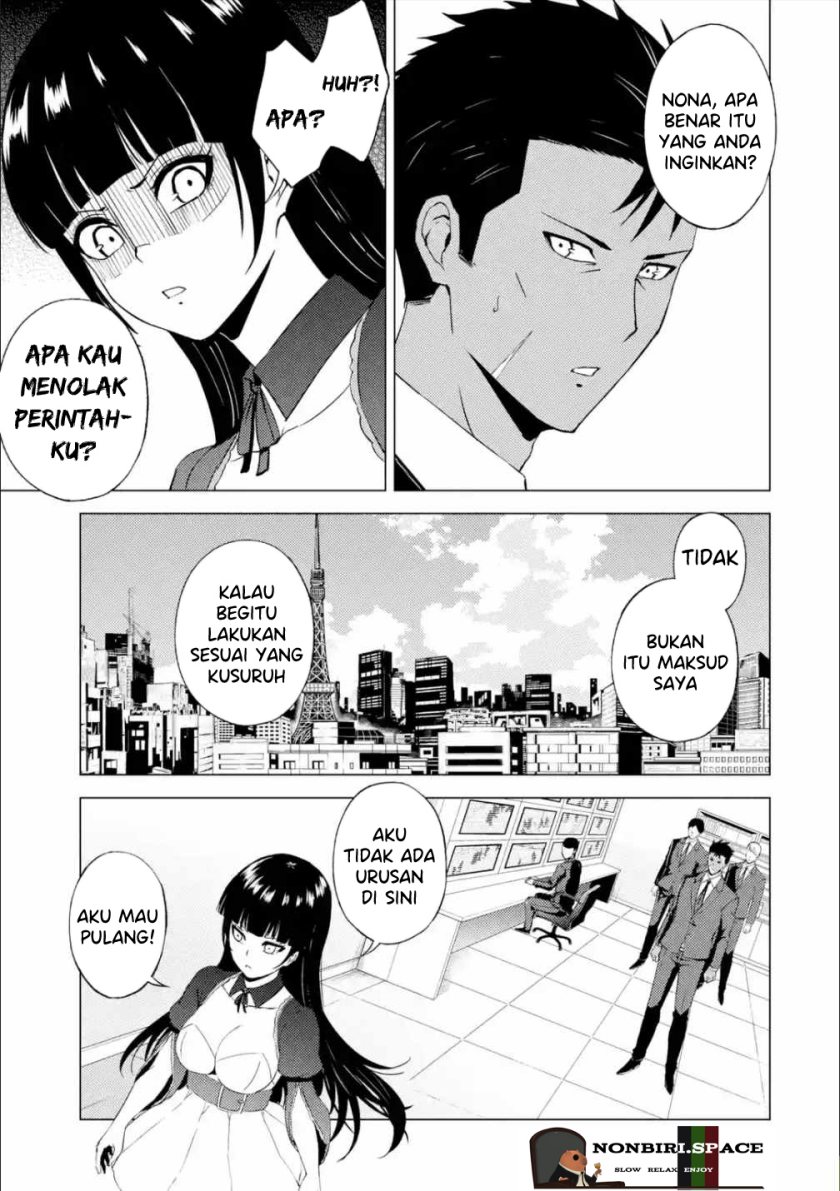 NONA, APA
BENAR ITU
YANG ANDA
INGINKAN?
HUH?!
APA?
APA KAU
MENOLAK
PERINTAH-
KU?
TIDAK
BUKAN
ITU MAKSUD
SAYA
KALAU
BEGITU
LAKUKAN
SESUAI YANG
KUSURUH
AKU
TIDAK ADA
URUSAN
DI SINI
AKU MAU
PULANG!
NONBIRI.SPACE
SLOW RELAX ENJOY